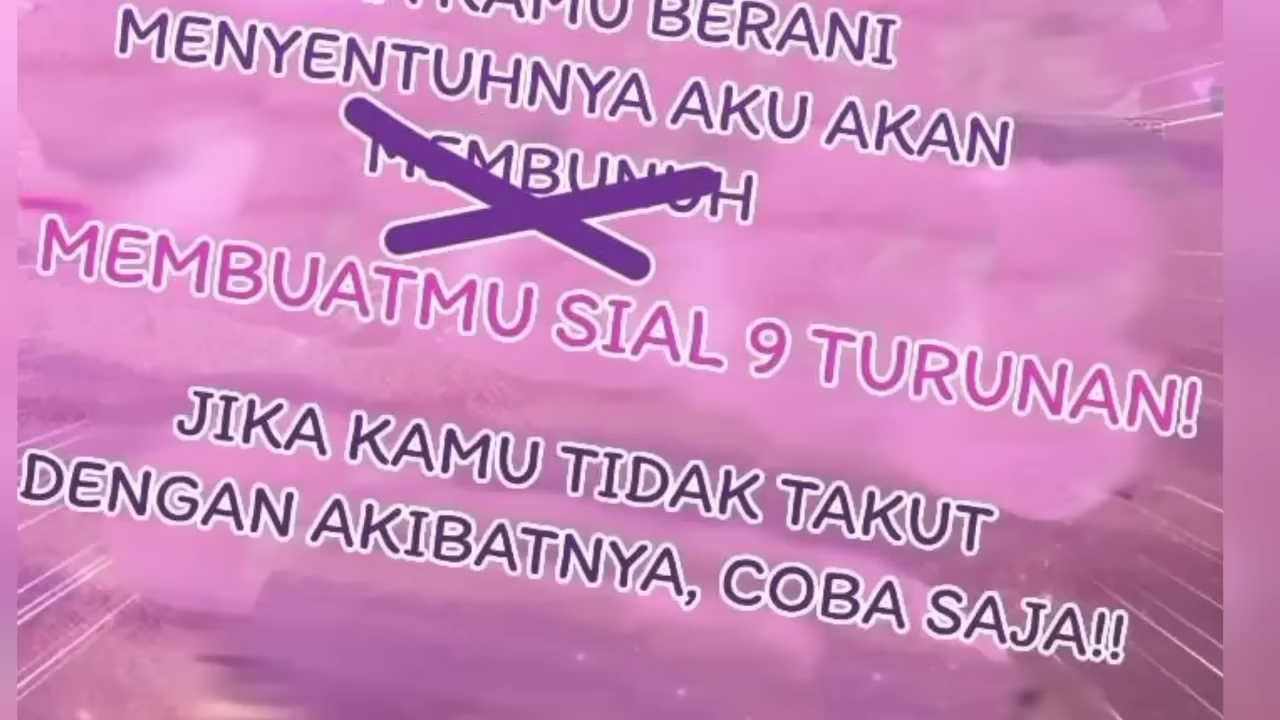 KAMU BERANI
MENYENTUHNYA AKU AKAN
MEMBUNUH
MEMBUATMU SIAL 9 TURUNAN!
JIKA KAMU TIDAK TAKUT
DENGAN AKIBATNYA, COBA SAJA!!